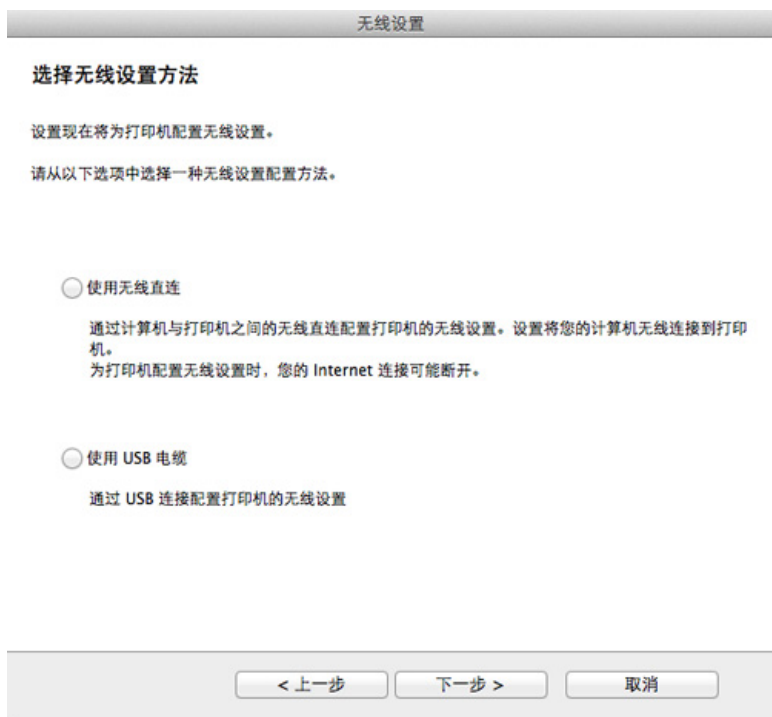 无线设置
选择无线设置方法
设置现在将为打印机配置无线设置。
请从以下选项中选择一种无线设置配置方法。
使用无线直连
通过计算机与打印机之间的无线直连配置打印机的无线设置。设置将您的计算机无线连接到打印
机。
为打印机配置无线设置时，您的 Internet 连接可能断开。
使用 USB 电缆
通过 USB 连接配置打印机的无线设置
< 上一步 下一步 > 取消